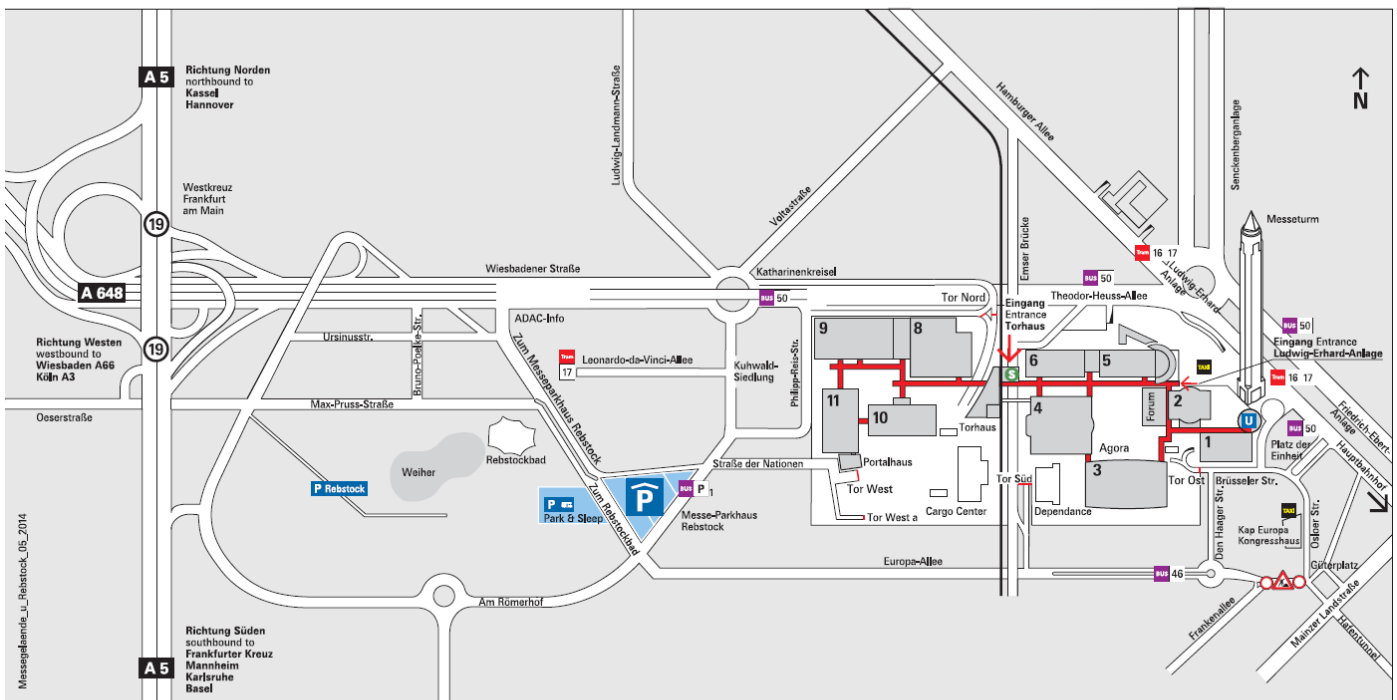 A 5
Richtung Norden
northbound to
Kassel
Hannover
Westkreuz
Frankfurt
am Main
19
A 648
19
Richtung Westen
westbound to
Wiesbaden A66
Köln A3
Oeserstraße
Ursinusstr.
Bruno-Poelke-Str.
Max-Pruss-Straße
Wiesbadener Straße
ADAC-Info
Zum Messeparkhaus Rebstock
Tram
17
Leonardo-da-Vinci-Allee
Ludwig-Landmann-Straße
Voltastraße
Katharinenkreisel
BUS 50
Kuhwald-
Siedlung
Philipp-Reis-Str.
Weiher
Rebstockbad
P Rebstock
P
Park & Sleep
Zum Rebstockbad
P
BUS P 1
Messe-Parkhaus
Rebstock
Straße der Nationen
Am Römerhof
Europa-Allee
A 5
Richtung Süden
southbound to
Frankfurter Kreuz
Mannheim
Karlsruhe
Basel
Messegelaende_u_Rebstock_05_2014
N
Hamburger Allee
Senckenberganlage
Emser Brücke
Messeturm
Tram 16 17
Ludwig-Erhard-
Anlage
BUS 50
Theodor-Heuss-Allee
Tor Nord
Eingang
Entrance
Torhaus
S
9
8
6
5
11
10
4
Forum
2
1
3
Agora
Torhaus
Portalhaus
Tor West
Tor West a
Cargo Center
Tor Süd
Dependance
Tor Ost
TAXI
BUS 50
Eingang Entrance
Ludwig-Erhard-Anlage
Tram 16 17
U
Friedrich-Ebert-
Anlage
BUS 50
Platz der
Einheit
Hauptbahnhof
Brüsseler Str.
Den Haager Str.
Osloer Str.
TAXI
Kap Europa
Kongresshaus
BUS 46
Güterplatz
Frankenallee
Mainzer Landstraße
Hafentunnel